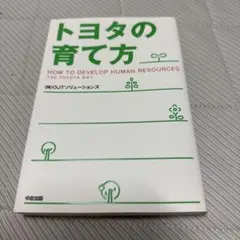 トヨタの
育て方
HOW TO DEVELOP HUMAN RESOURCES
THE TOYOTA WAY
(株)OJTソリューションズ
中経出版